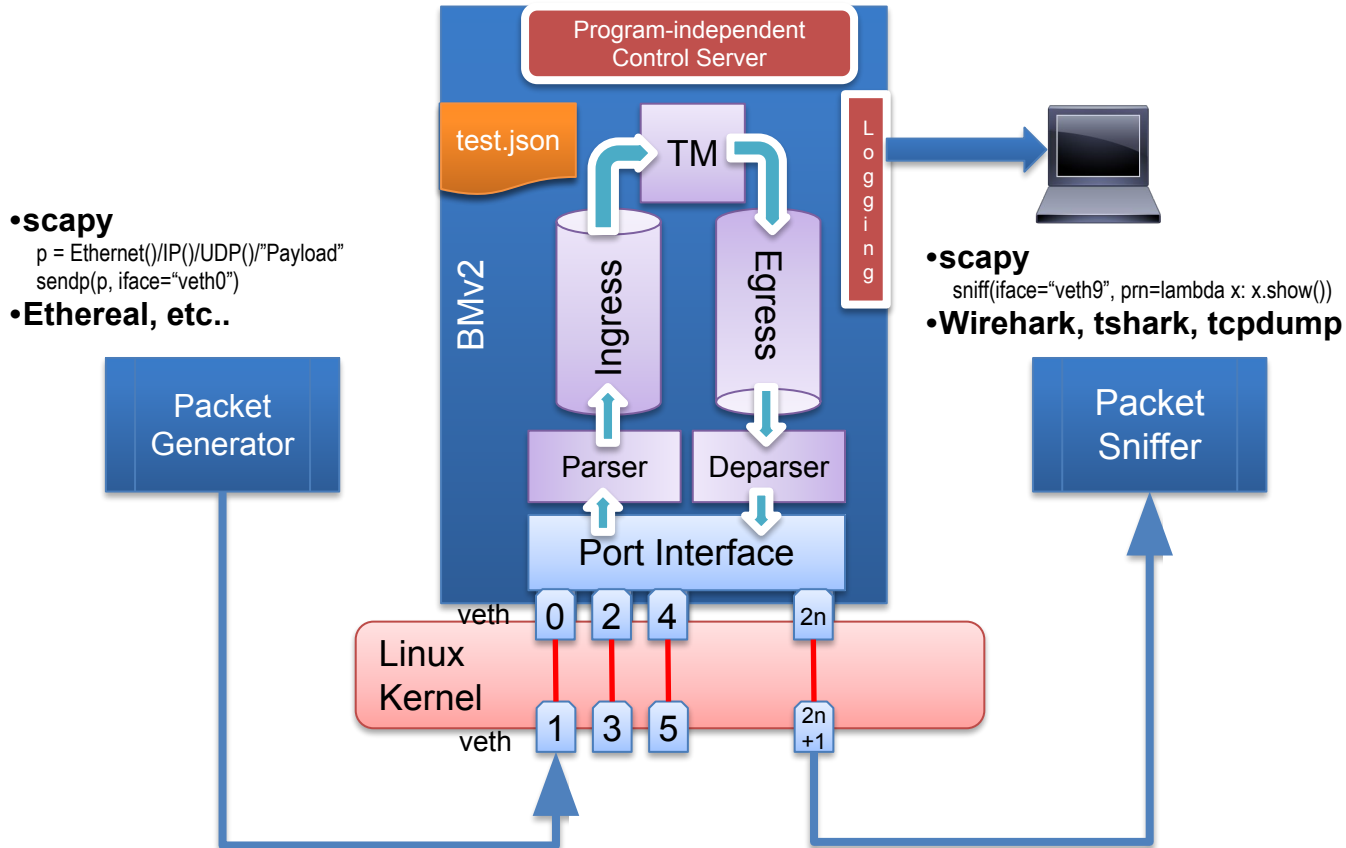 Program-independent
Control Server
test.json
TM
Logging
BMv2
Ingress
Egress
Parser
Deparser
Port Interface
•scapy
p = Ethernet()/IP()/UDP()/”Payload”
sendp(p, iface=“veth0”)
•Ethereal, etc..
Packet
Generator
•scapy
sniff(iface=“veth9”, prn=lambda x: x.show())
•Wirehark, tshark, tcpdump
Packet
Sniffer
veth 0 2 4 2n
Linux
Kernel
veth 1 3 5 2n
+1